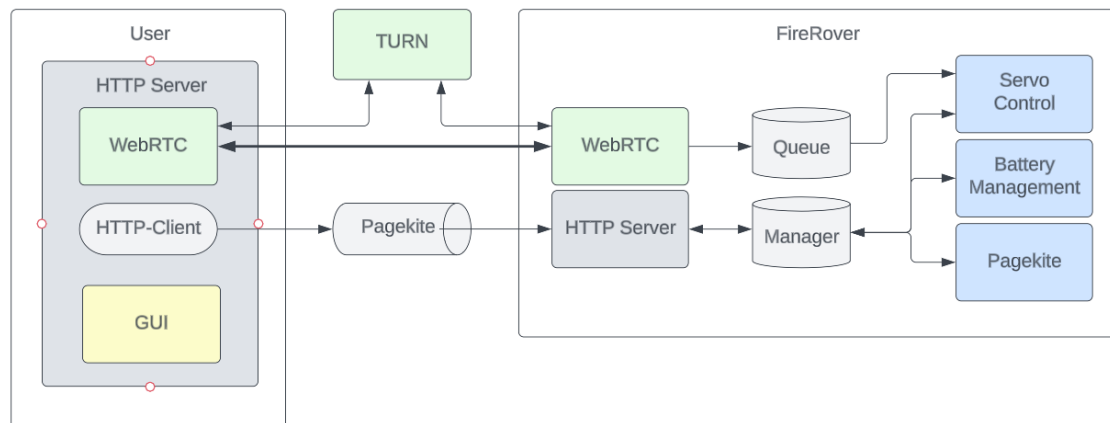 User
HTTP Server
WebRTC
HTTP-Client
GUI
TURN
Pagekite
FireRover
WebRTC
HTTP Server
Queue
Manager
Servo
Control
Battery
Management
Pagekite